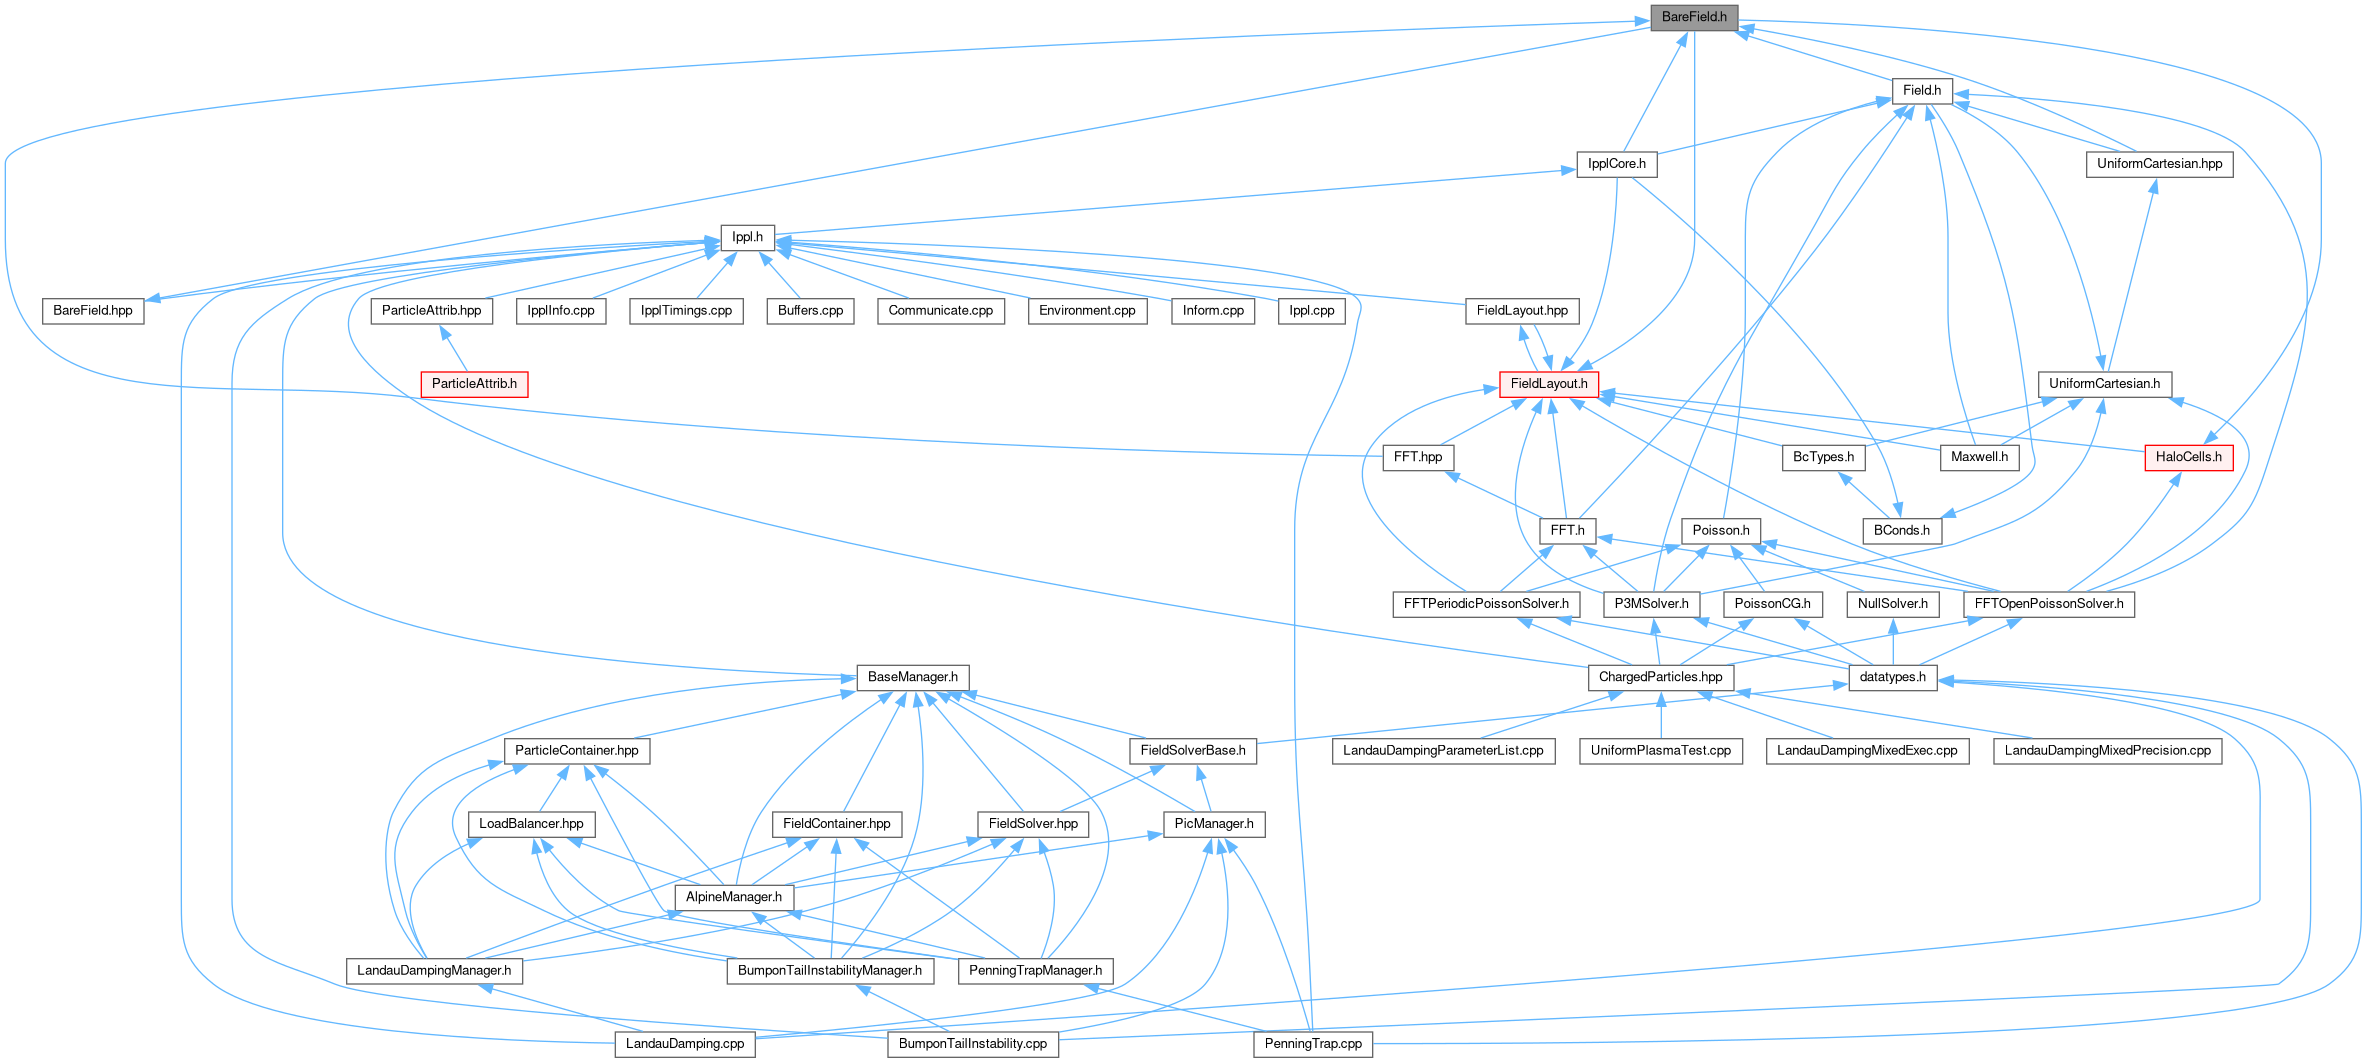 BareField.h
Field.h
IpplCore.h
UniformCartesian.hpp
Ippl.h
BareField.hpp
ParticleAttrib.hpp
IpplInfo.cpp
IpplTimings.cpp
Buffers.cpp
Communicate.cpp
Environment.cpp
Inform.cpp
Ippl.cpp
FieldLayout.hpp
ParticleAttrib.h
FieldLayout.h
UniformCartesian.h
FFT.hpp
BcTypes.h
Maxwell.h
HaloCells.h
FFT.h
Poisson.h
BConds.h
FFTPeriodicPoissonSolver.h
P3MSolver.h
PoissonCG.h
NullSolver.h
FFTOpenPoissonSolver.h
BaseManager.h
ChargedParticles.hpp
datatypes.h
ParticleContainer.hpp
FieldSolverBase.h
LandauDampingParameterList.cpp
UniformPlasmaTest.cpp
LandauDampingMixedExec.cpp
LandauDampingMixedPrecision.cpp
LoadBalancer.hpp
FieldContainer.hpp
FieldSolver.hpp
PicManager.h
AlpineManager.h
LandauDampingManager.h
BumponTailInstabilityManager.h
PenningTrapManager.h
LandauDamping.cpp
BumponTailInstability.cpp
PenningTrap.cpp